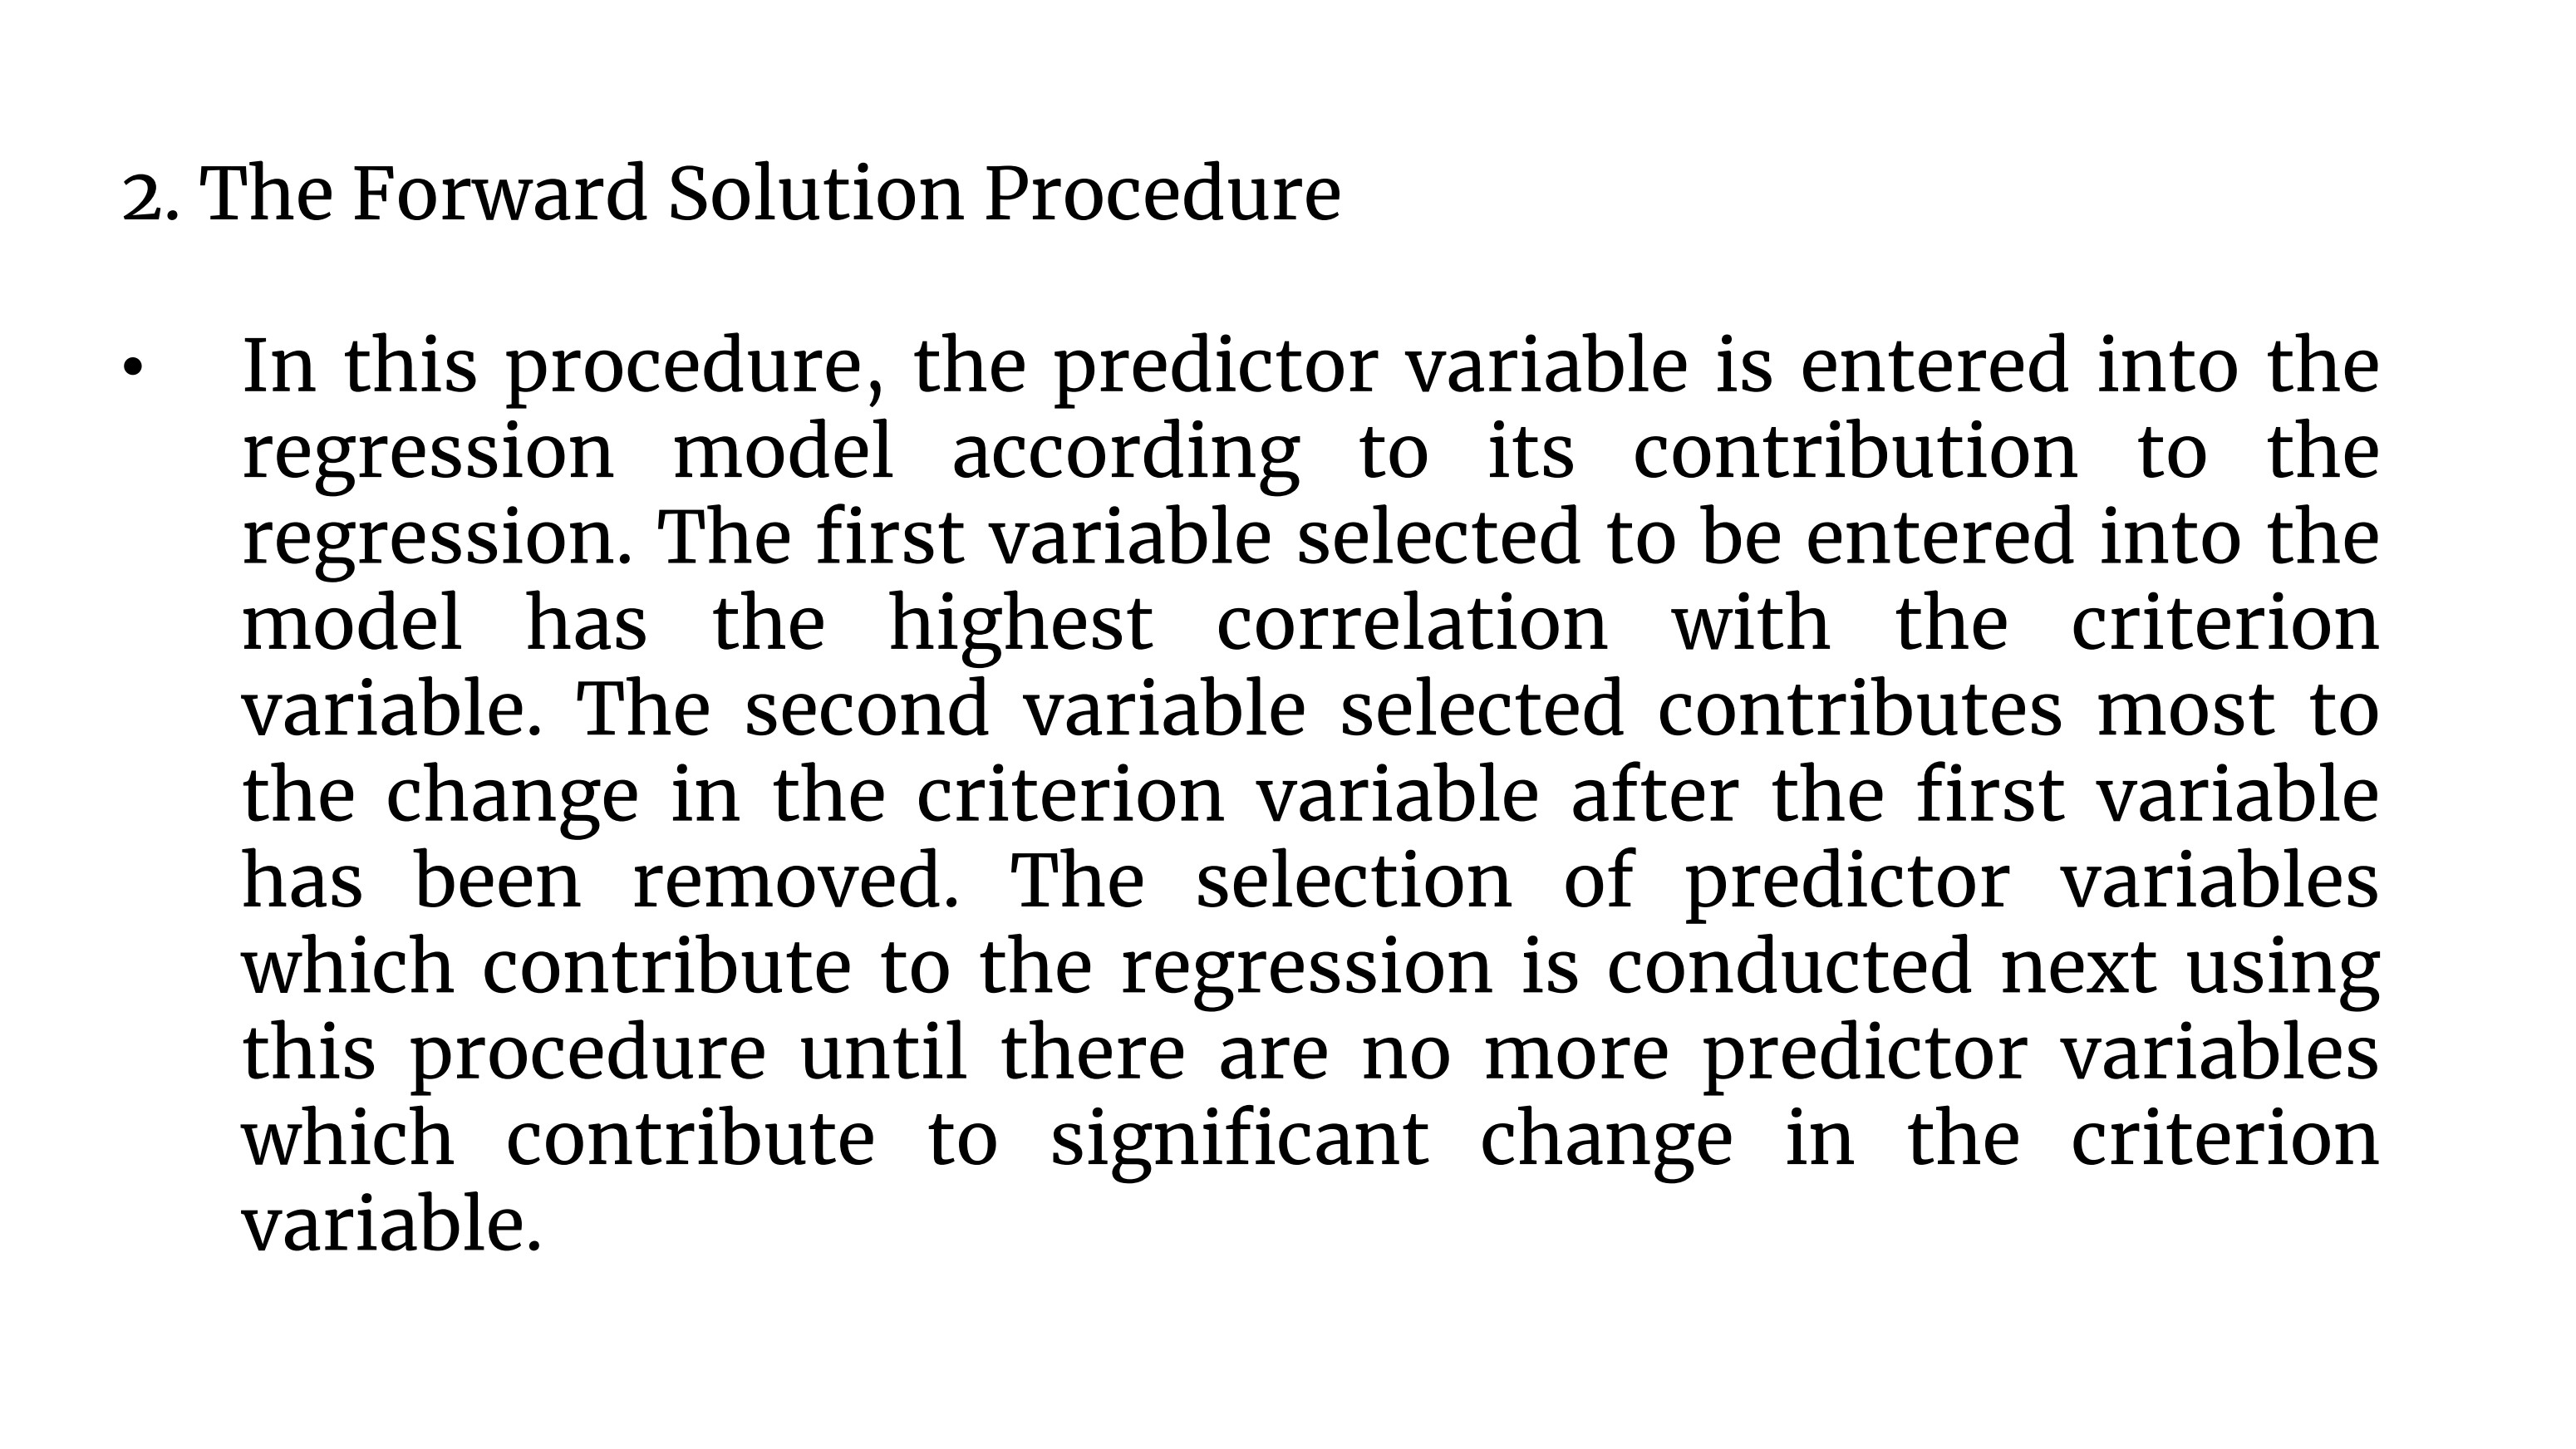 2. The Forward Solution Procedure
• In this procedure, the predictor variable is entered into the
regression model according to its contribution to the
regression. The first variable selected to be entered into the
model has the highest correlation with the criterion
variable. The second variable selected contributes most to
the change in the criterion variable after the first variable
has been removed. The selection of predictor variables
which contribute to the regression is conducted next using
this procedure until there are no more predictor variables
which contribute to significant change in the criterion
variable.